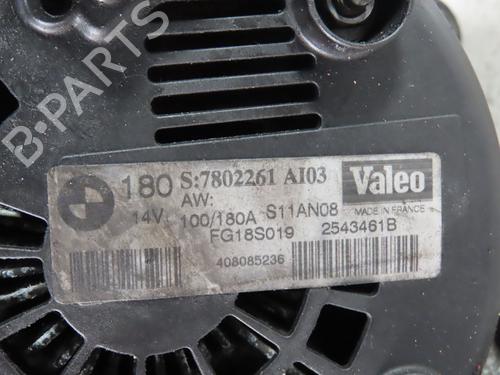 180 S:7802261 AI03 Valeo
AW:
14V 100/180A S11AN08 MADE IN FRANCE
FG18S019 2543461B
408085236
B-PARTS